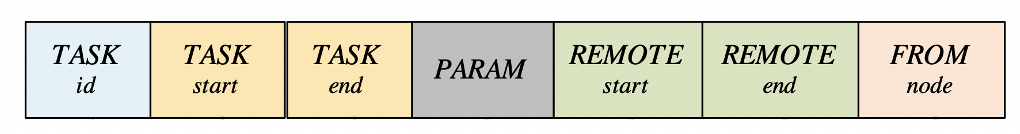 TASK TASK TASK PARAM REMOTE REMOTE FROM
id start end start end node